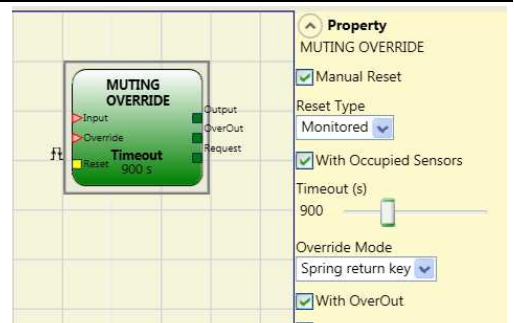 MUTING
OVERRIDE
Input
Override
Reset
Output
OverOut
Request
Timeout
900 s
Property
MUTING OVERRIDE
Manual Reset
Reset Type
Monitored
With Occupied Sensors
Timeout (s)
900
Override Mode
Spring return key
With OverOut